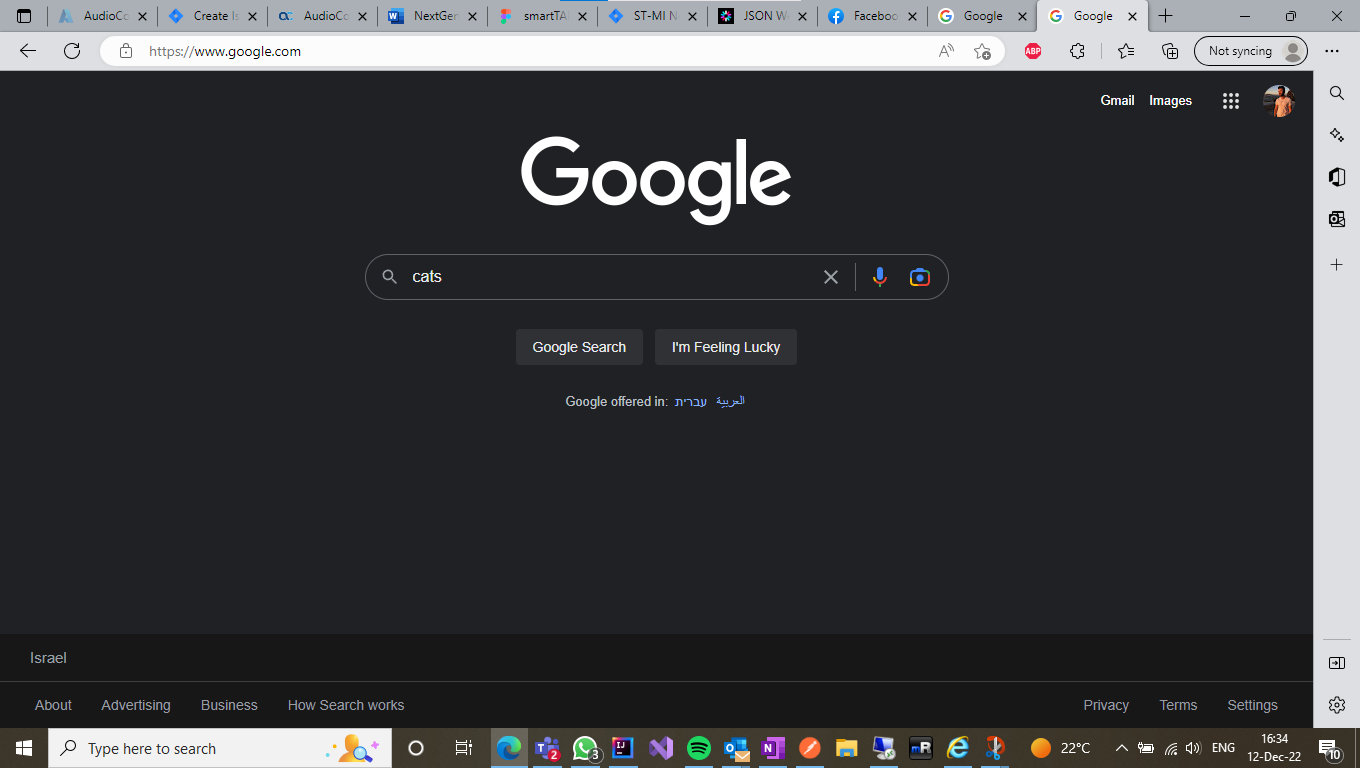 AudioCo
Create Is
AudioCo
NextGen
smartTA
ST-MI N
JSON W
Faceboo
Google
Google
https://www.google.com
ABP
Not syncing
Gmail
Images
Google
cats
Google Search
I'm Feeling Lucky
Google offered in: עברית العربية
Israel
About
Advertising
Business
How Search works
Privacy
Terms
Settings
Type here to search
2
3
22°C
ENG
16:34
12-Dec-22
10